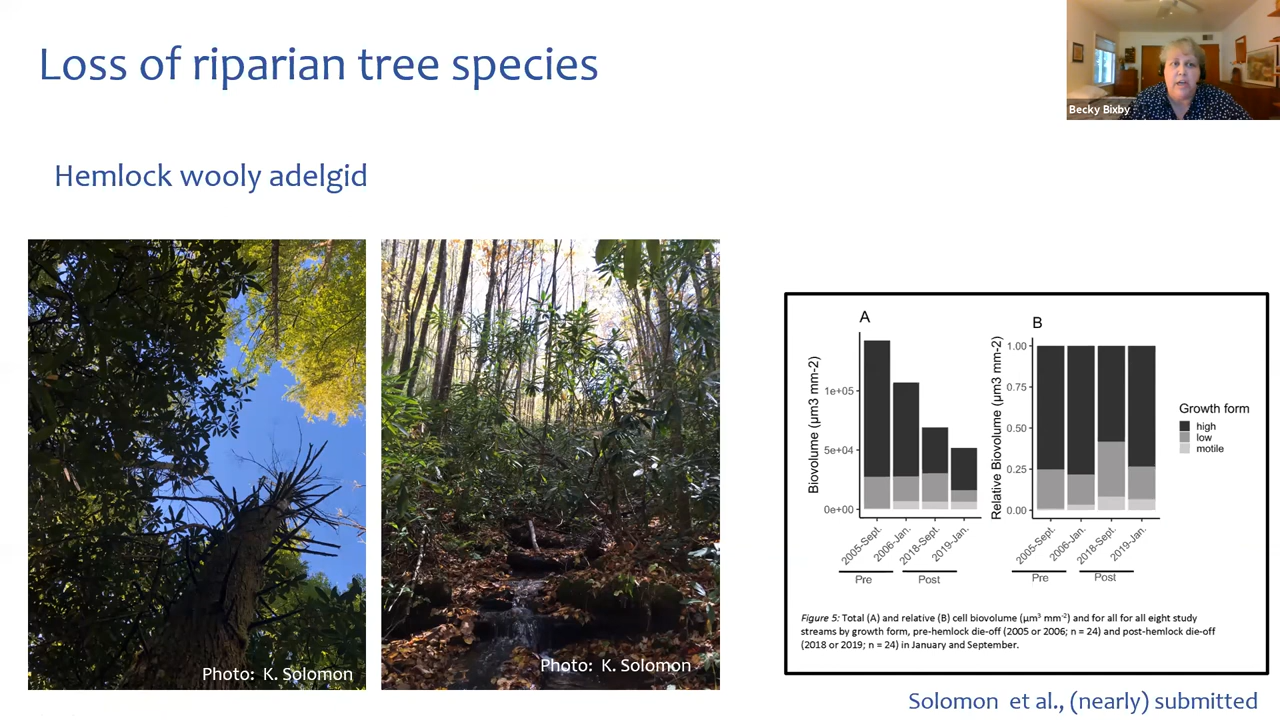 Loss of riparian tree species
Becky Bixby
Hemlock wooly adelgid
Photo: K. Solomon
Photo: K. Solomon
A
Biovolume (µm3 mm-2)
1e+05
5e+04
0e+00
2005-Sept.
2006-Jan.
2018-Sept.
2019-Jan.
Pre
Post
B
Relative Biovolume (µm3 mm-2)
1.00
0.75
0.50
0.25
0.00
2005-Sept.
2006-Jan.
2018-Sept.
2019-Jan.
Pre
Post
Growth form
high
low
motile
Figure 5: Total (A) and relative (B) cell biovolume (µm³ mm⁻²) and for all for all eight study
streams by growth form, pre-hemlock die-off (2005 or 2006; n = 24) and post-hemlock die-off
(2018 or 2019; n = 24) in January and September.
Solomon et al., (nearly) submitted